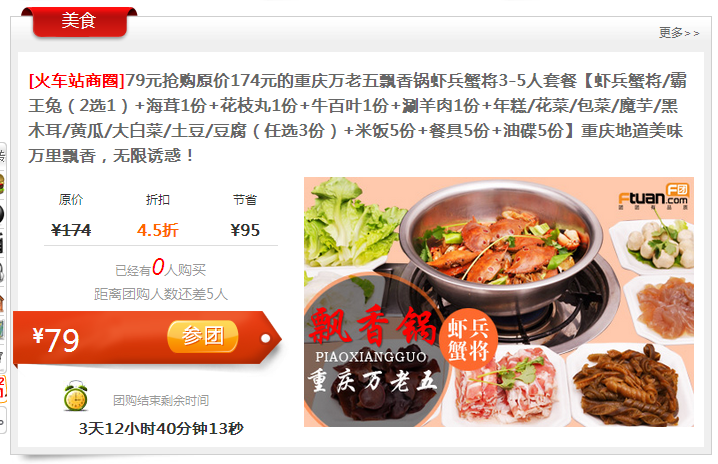 美食
更多>>
[火车站商圈]79元抢购原价174元的重庆万老五飘香锅虾兵蟹将3-5人套餐【虾兵蟹将/霸
王兔（2选1）+海茸1份+花枝丸1份+牛百叶1份+涮羊肉1份+年糕/花菜/包菜/魔芋/黑
木耳/黄瓜/大白菜/土豆/豆腐（任选3份）+米饭5份+餐具5份+油碟5份】重庆地道美味
万里飘香，无限诱惑！
原价 折扣 节省
¥174 4.5折 ¥95
已经有0人购买
距离团购人数还差5人
¥79 参团
团购结束剩余时间
3天12小时40分钟13秒
Ftuan.com F团
飘香锅
PIAOXIANGGUO
重庆万老五
虾兵
蟹将